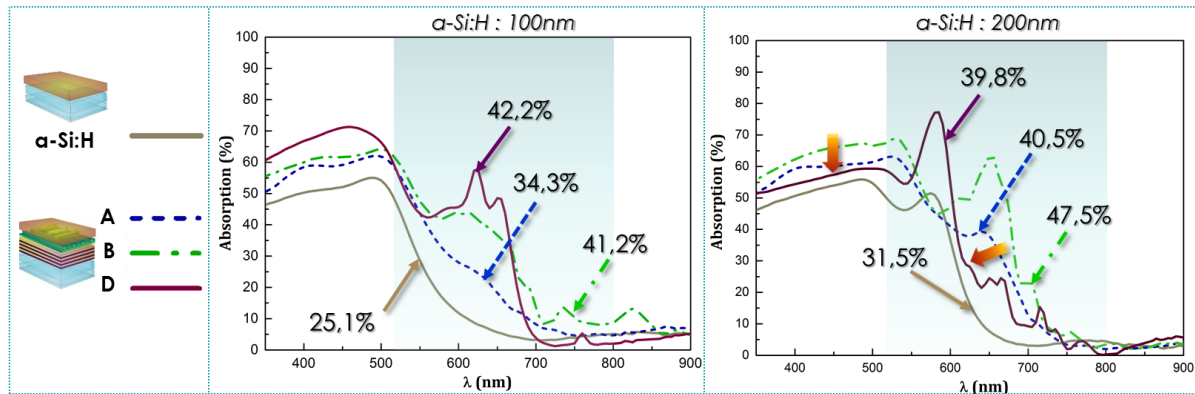 a-Si:H
A
B
D
a-Si:H : 100nm
Absorption (%)
100
90
80
70
60
50
40
30
20
10
0
42,2%
34,3%
41,2%
25,1%
400 500 600 700 800 900
λ (nm)
a-Si:H : 200nm
Absorption (%)
100
90
80
70
60
50
40
30
20
10
0
39,8%
40,5%
47,5%
31,5%
400 500 600 700 800 900
λ (nm)